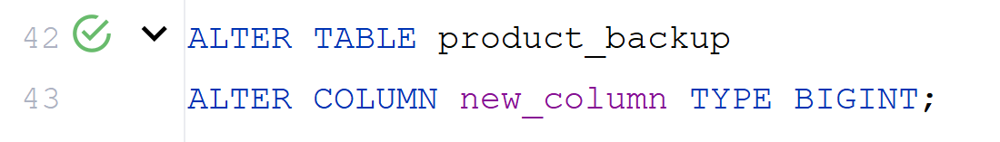 42 ALTER TABLE product_backup
43 ALTER COLUMN new_column TYPE BIGINT;